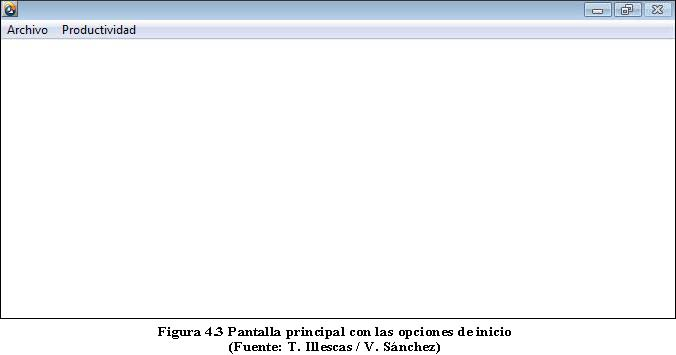 Archivo Productividad
Figura 4.3 Pantalla principal con las opciones de inicio
(Fuente: T. Illescas / V. Sánchez)